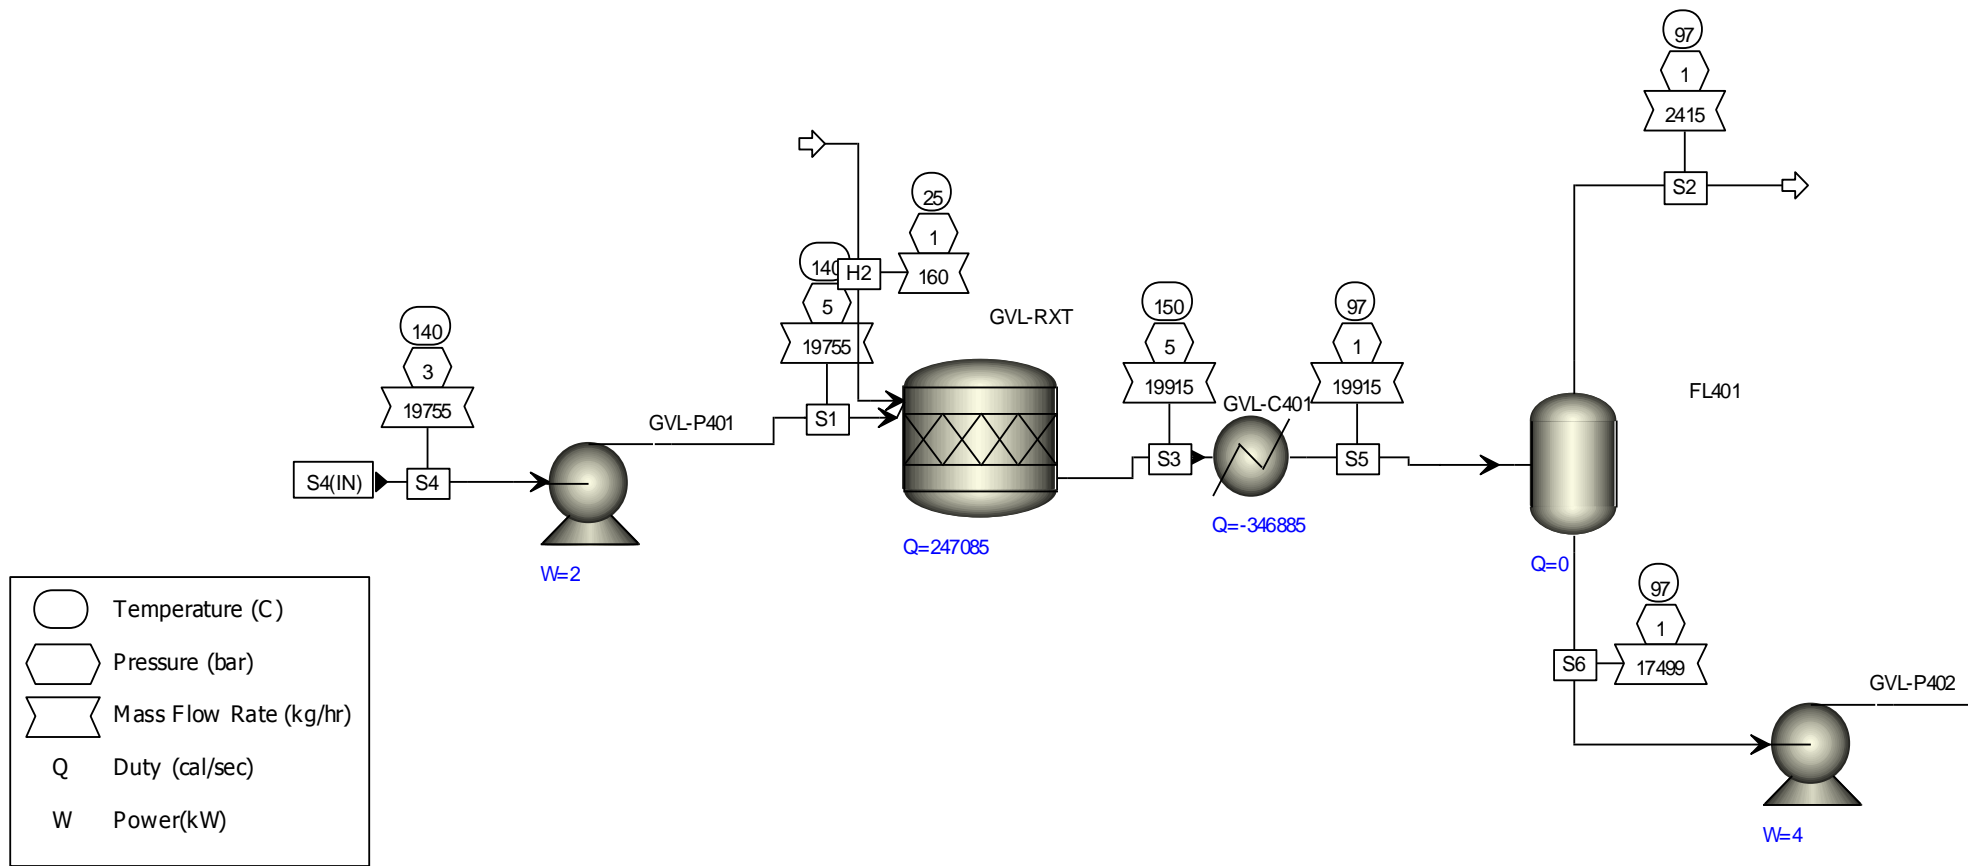 97
1
2415
S2
25
1
160
H2
140
5
19755
S1
GVL-RXT
Q=247085
140
3
19755
S4(IN)
S4
GVL-P401
W=2
150
5
19915
S3
GVL-C401
Q=-346885
97
1
19915
S5
FL401
Q=0
97
1
17499
S6
GVL-P402
W=4
Temperature (C)
Pressure (bar)
Mass Flow Rate (kg/hr)
Q Duty (cal/sec)
W Power(kW)